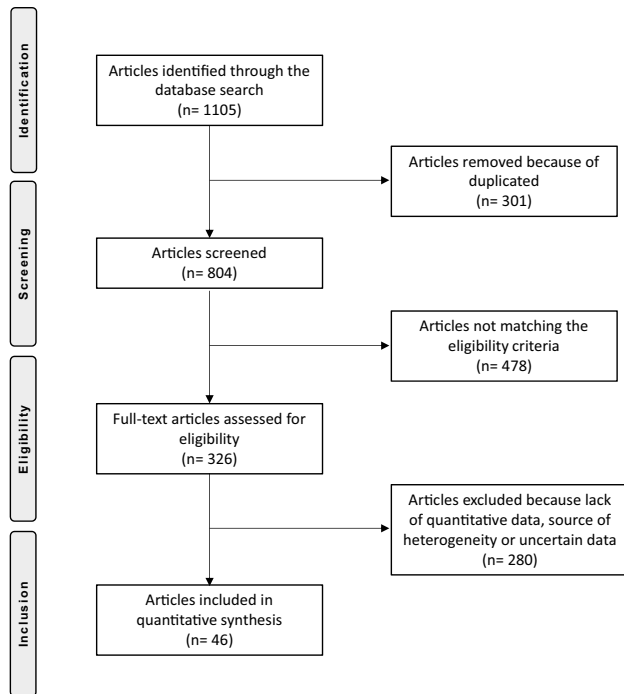 Identification
Articles identified through the
database search
(n= 1105)
Articles removed because of
duplicated
(n= 301)
Screening
Articles screened
(n= 804)
Articles not matching the
eligibility criteria
(n= 478)
Eligibility
Full-text articles assessed for
eligibility
(n= 326)
Articles excluded because lack
of quantitative data, source of
heterogeneity or uncertain data
(n= 280)
Inclusion
Articles included in
quantitative synthesis
(n= 46)